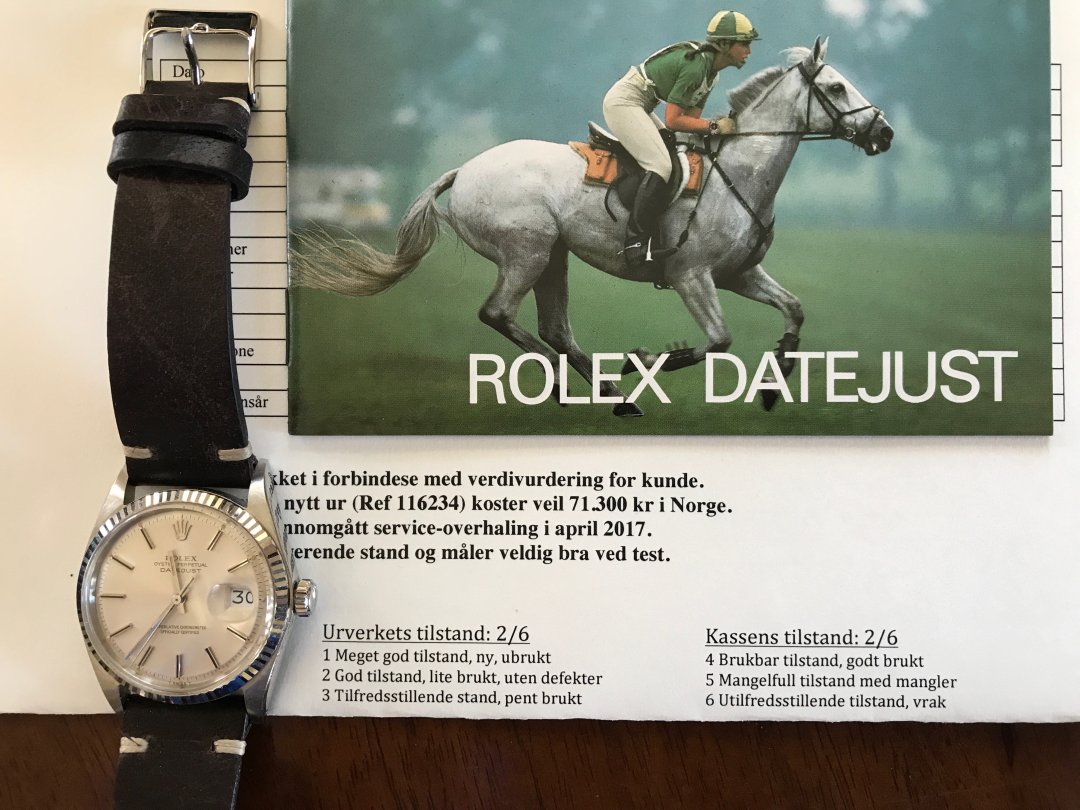 Dato
ROLEX DATEJUST
kket i forbindese med verdivurdering for kunde.
nytt ur (Ref 116234) koster veil 71.300 kr i Norge.
nnomgått service-overhaling i april 2017.
gerende stand og måler veldig bra ved test.
ROLEX
OYSTER PERPETUAL
DATEJUST
30
SUPERLATIVE CHRONOMETER
OFFICIALLY CERTIFIED
Urverkets tilstand: 2/6
1 Meget god tilstand, ny, ubrukt
2 God tilstand, lite brukt, uten defekter
3 Tilfredsstillende stand, pent brukt
Kassens tilstand: 2/6
4 Brukbar tilstand, godt brukt
5 Mangelfull tilstand med mangler
6 Utilfredsstillende tilstand, vrak